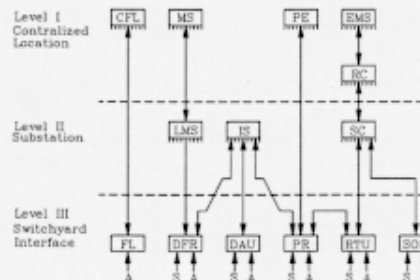 Level I
Centralized
Location
CFL MS PE EMS
RC
Level II
Substation
LMS IS SC
Level III
Switchyard
Interface
FL DFR DAU PR RTU SO
A S A S A S A S A S